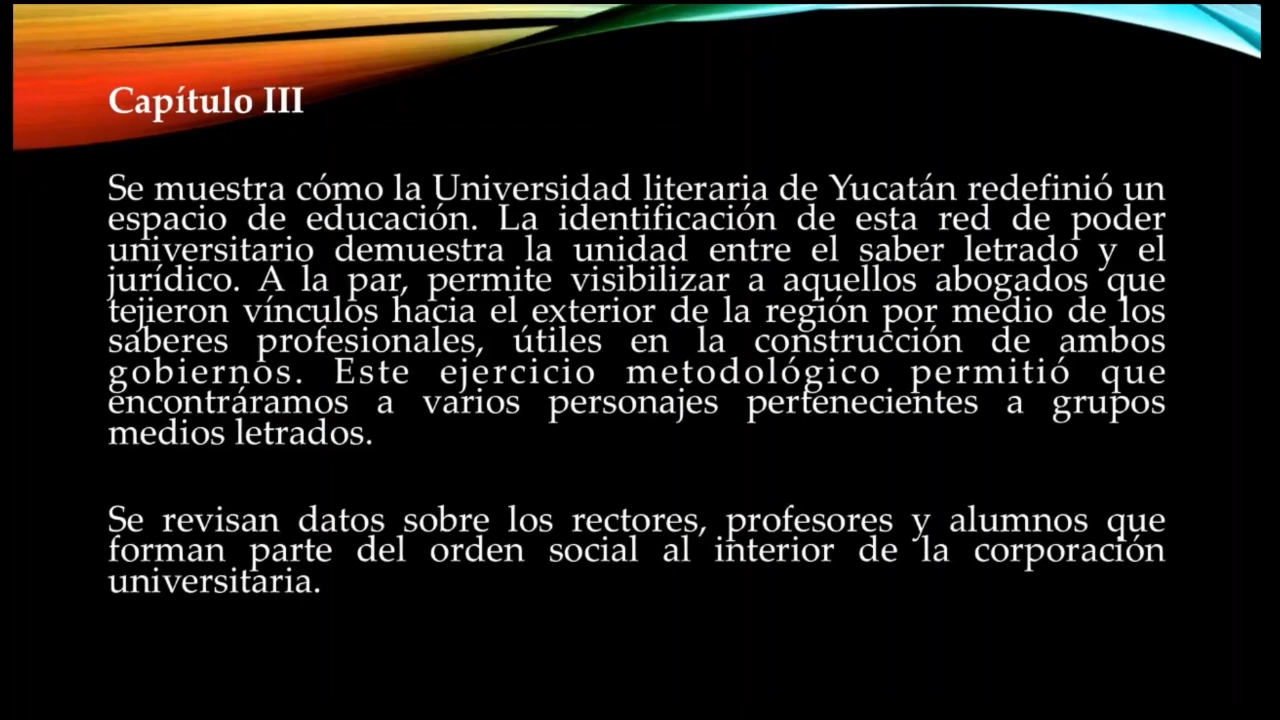 Capítulo III
Se muestra cómo la Universidad literaria de Yucatán redefinió un
espacio de educación. La identificación de esta red de poder
universitario demuestra la unidad entre el saber letrado y el
jurídico. A la par, permite visibilizar a aquellos abogados que
tejieron vínculos hacia el exterior de la región por medio de los
saberes profesionales, útiles en la construcción de ambos
gobiernos. Este ejercicio metodológico permitió que
encontráramos a varios personajes pertenecientes a grupos
medios letrados.
Se revisan datos sobre los rectores, profesores y alumnos que
forman parte del orden social al interior de la corporación
universitaria.